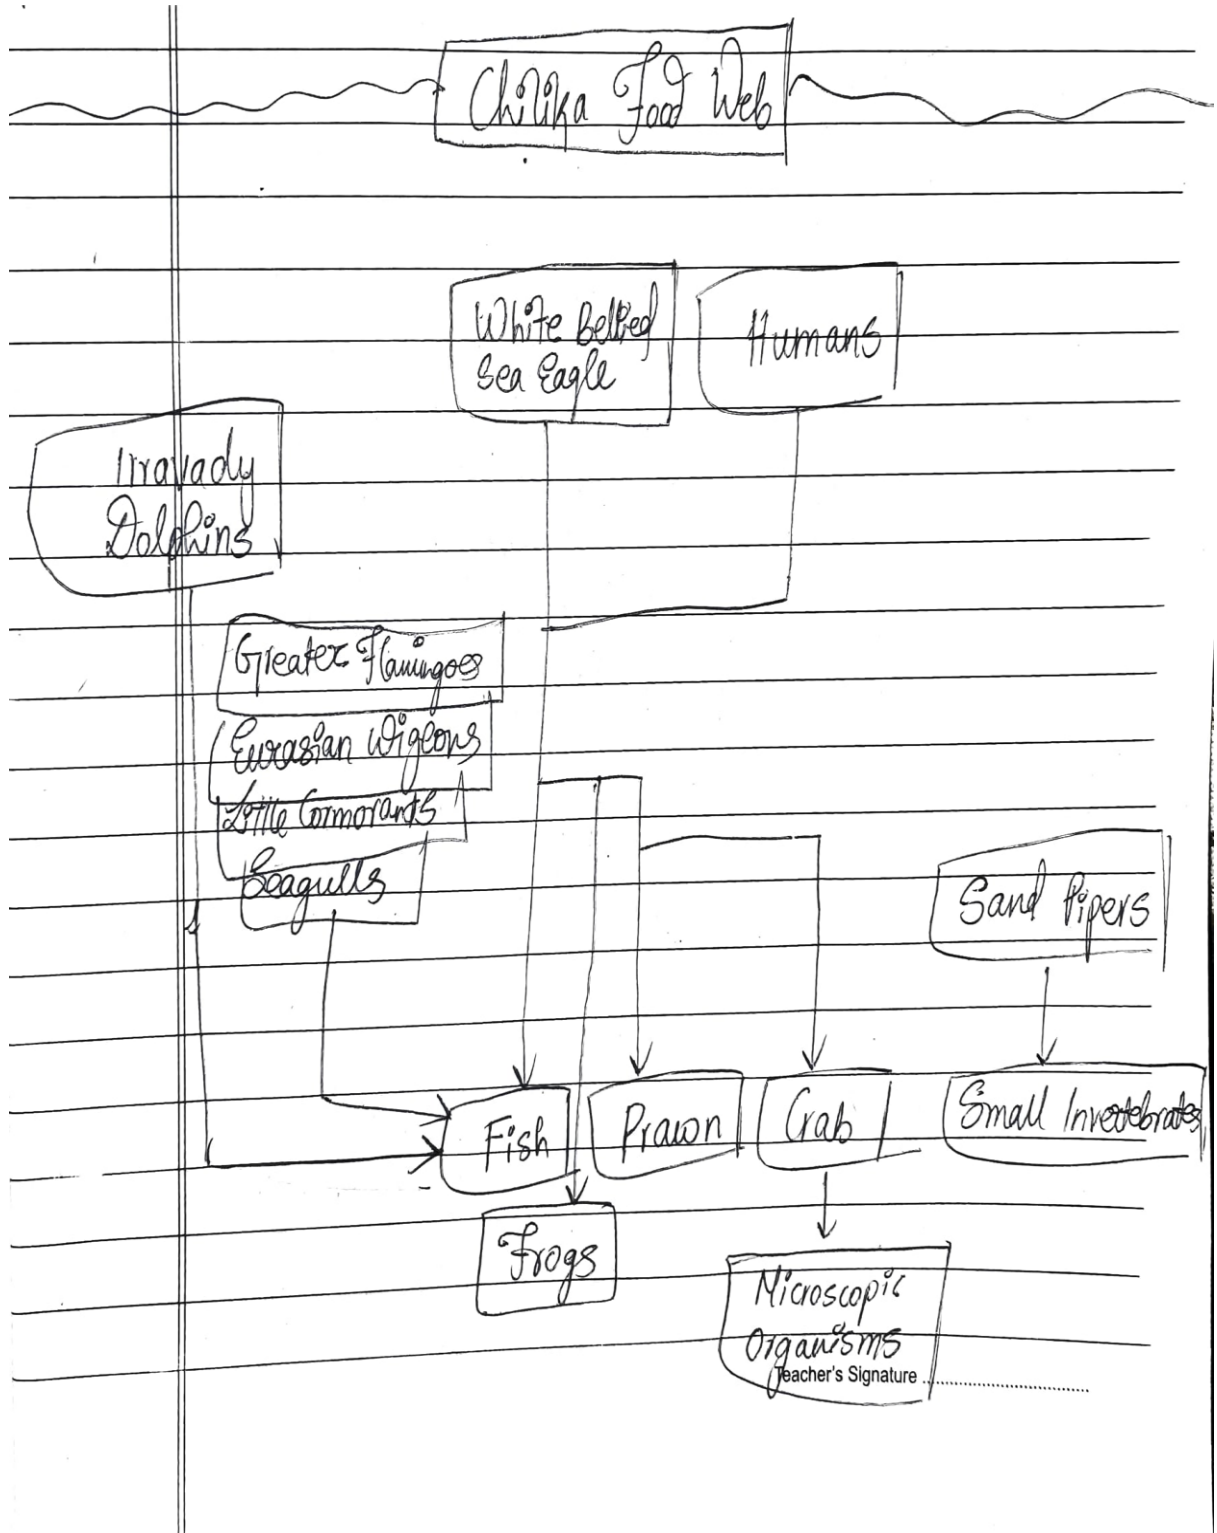 Chilika Food Web
White Bellied
Sea Eagle
Humans
Irravady
Dolphins
Greater Flamingoes
Eurasian Wigeons
Little Cormorants
Seagulls
Sand Pipers
Fish
Prawn
Crab
Small Invertebrates
Frogs
Microscopic
Organisms
Teacher's Signature